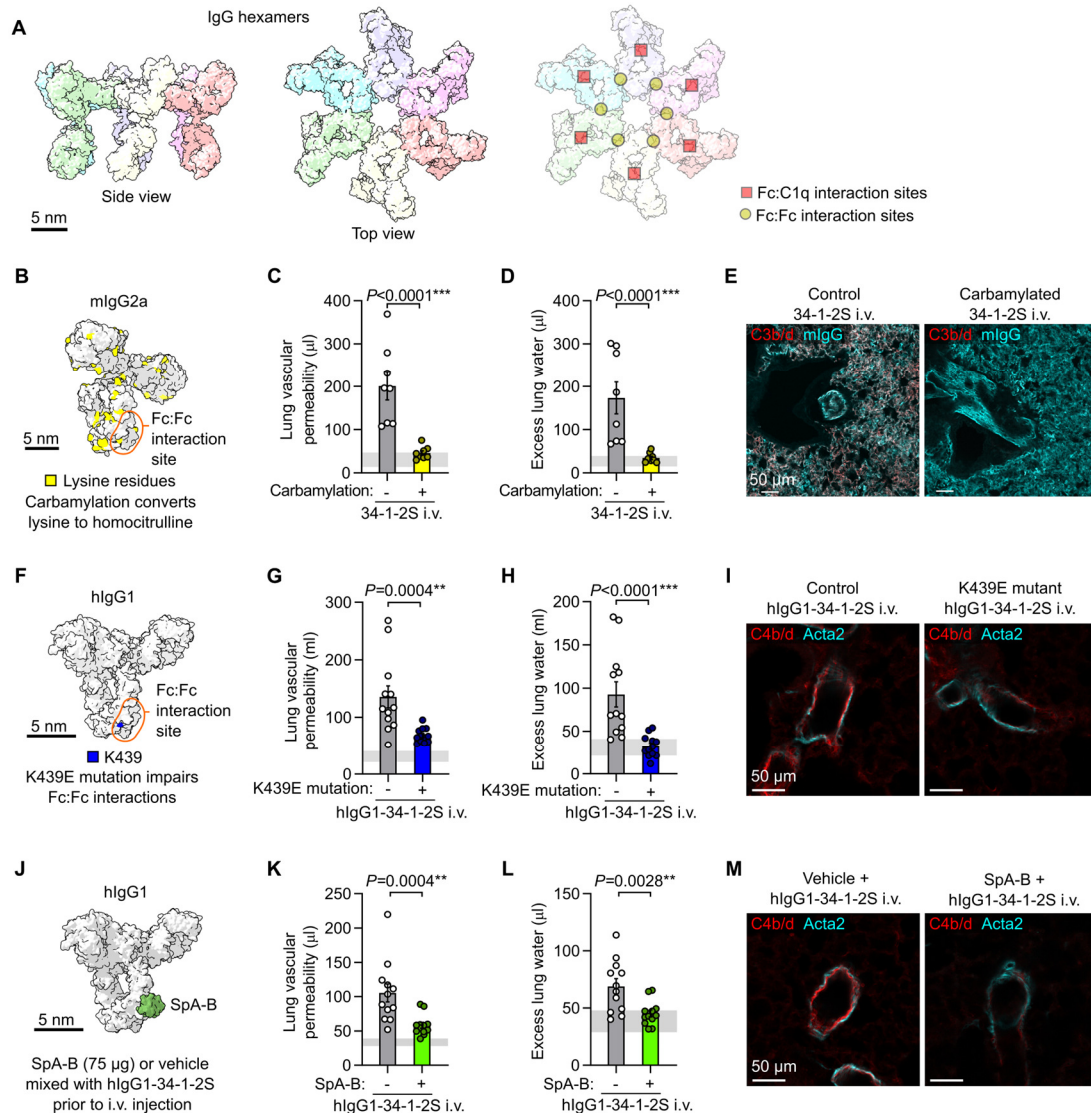 A
IgG hexamers
Side view
5 nm
Top view
Fc:C1q interaction sites
Fc:Fc interaction sites
B
mIgG2a
Fc:Fc
interaction
site
5 nm
Lysine residues
Carbamylation converts
lysine to homocitrulline
C
P<0.0001***
Lung vascular
permeability (µl)
400
300
200
100
0
Carbamylation: - +
34-1-2S i.v.
D
P<0.0001***
Excess lung water (µl)
400
300
200
100
0
Carbamylation: - +
34-1-2S i.v.
E
Control
34-1-2S i.v.
C3b/d mIgG
50 µm
Carbamylated
34-1-2S i.v.
C3b/d mIgG
F
hIgG1
Fc:Fc
interaction
site
5 nm
K439
K439E mutation impairs
Fc:Fc interactions
G
P=0.0004**
Lung vascular
permeability (ml)
300
200
100
0
K439E mutation: - +
hIgG1-34-1-2S i.v.
H
P<0.0001***
Excess lung water (ml)
200
150
100
50
0
K439E mutation: - +
hIgG1-34-1-2S i.v.
I
Control
hIgG1-34-1-2S i.v.
C4b/d Acta2
50 µm
K439E mutant
hIgG1-34-1-2S i.v.
C4b/d Acta2
J
hIgG1
SpA-B
5 nm
SpA-B (75 µg) or vehicle
mixed with hIgG1-34-1-2S
prior to i.v. injection
K
P=0.0004**
Lung vascular
permeability (µl)
250
200
150
100
50
0
SpA-B: - +
hIgG1-34-1-2S i.v.
L
P=0.0028**
Excess lung water (µl)
150
100
50
0
SpA-B: - +
hIgG1-34-1-2S i.v.
M
Vehicle +
hIgG1-34-1-2S i.v.
C4b/d Acta2
50 µm
SpA-B +
hIgG1-34-1-2S i.v.
C4b/d Acta2